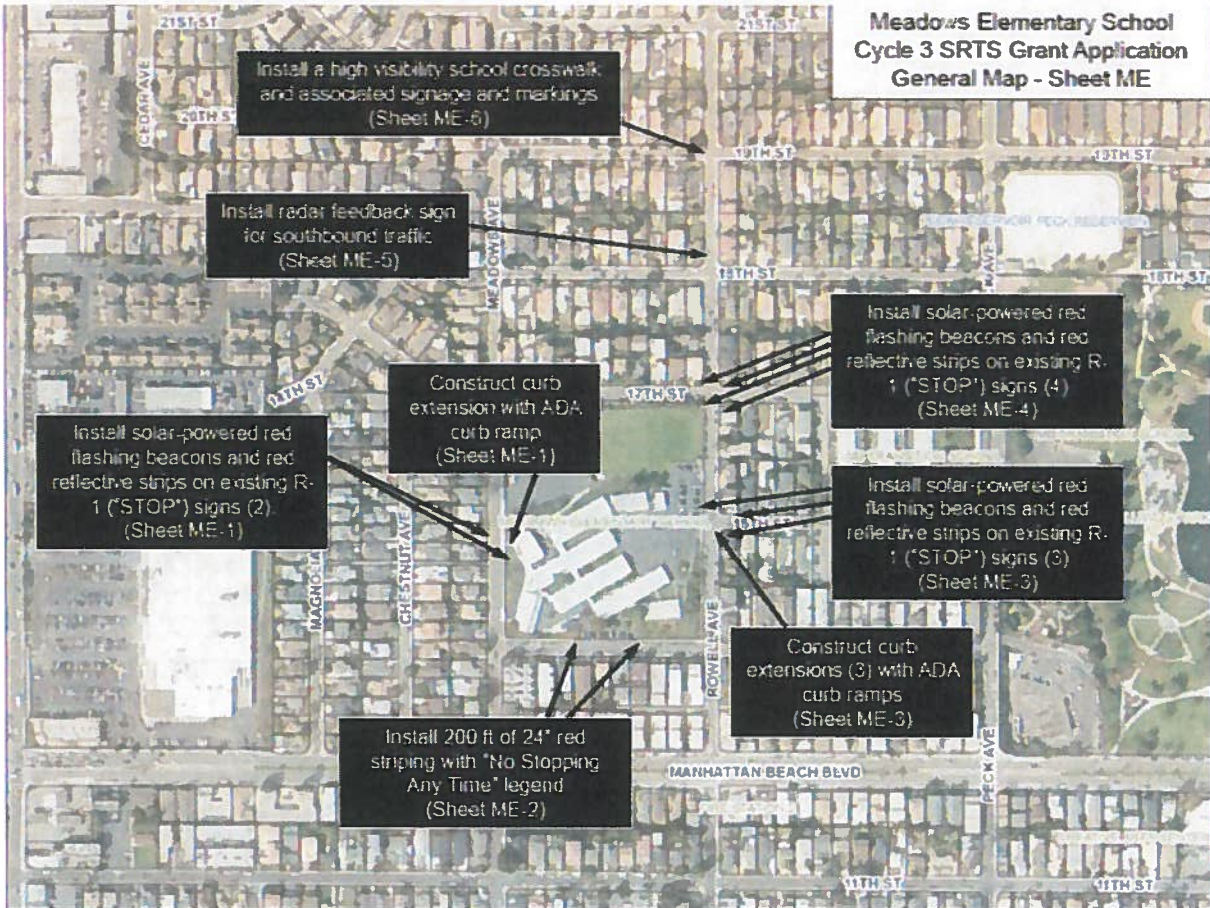 Meadows Elementary School
Cycle 3 SRTS Grant Application
General Map - Sheet ME
21ST ST
21ST ST
CEDAR AVE
20TH ST
Install a high visibility school crosswalk
and associated signage and markings
(Sheet ME-6)
19TH ST
19TH ST
Install radar feedback sign
for southbound traffic
(Sheet ME-5)
MEADOWS AVE
18TH ST
18TH ST
Install solar-powered red
flashing beacons and red
reflective strips on existing R-
1 ("STOP") signs (4)
(Sheet ME-4)
17TH ST
Construct curb
extension with ADA
curb ramp
(Sheet ME-1)
Install solar-powered red
flashing beacons and red
reflective strips on existing R-
1 ("STOP") signs (2).
(Sheet ME-1)
Install solar-powered red
flashing beacons and red
reflective strips on existing R-
1 ("STOP") signs (3)
(Sheet ME-3)
CHESTNUT AVE
ROWELL AVE
Construct curb
extensions (3) with ADA
curb ramps
(Sheet ME-3)
Install 200 ft of 24" red
striping with "No Stopping
Any Time" legend
(Sheet ME-2)
MANHATTAN BEACH BLVD
PECK AVE
11TH ST
11TH ST